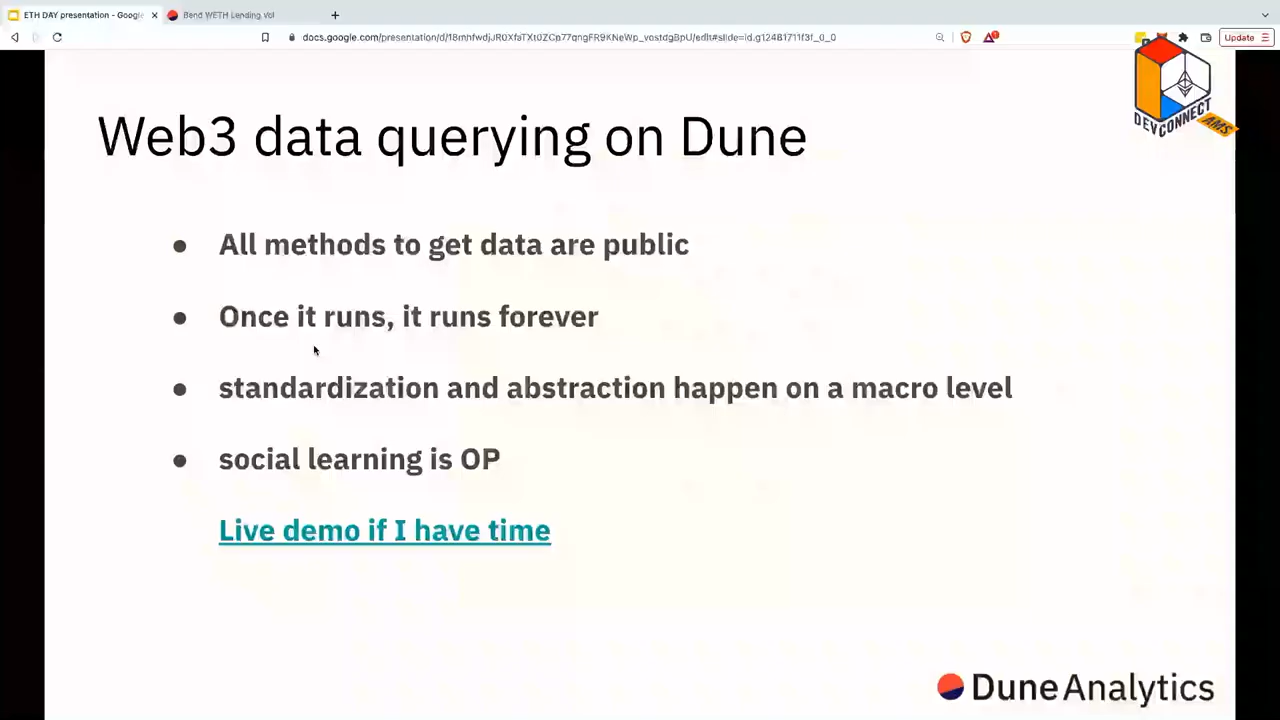 ETH DAY presentation - Google
Bend WETH Lending Vol
Update
Web3 data querying on Dune
DEVCONNECT
AMS
● All methods to get data are public
● Once it runs, it runs forever
● standardization and abstraction happen on a macro level
● social learning is OP
Live demo if I have time
Dune Analytics